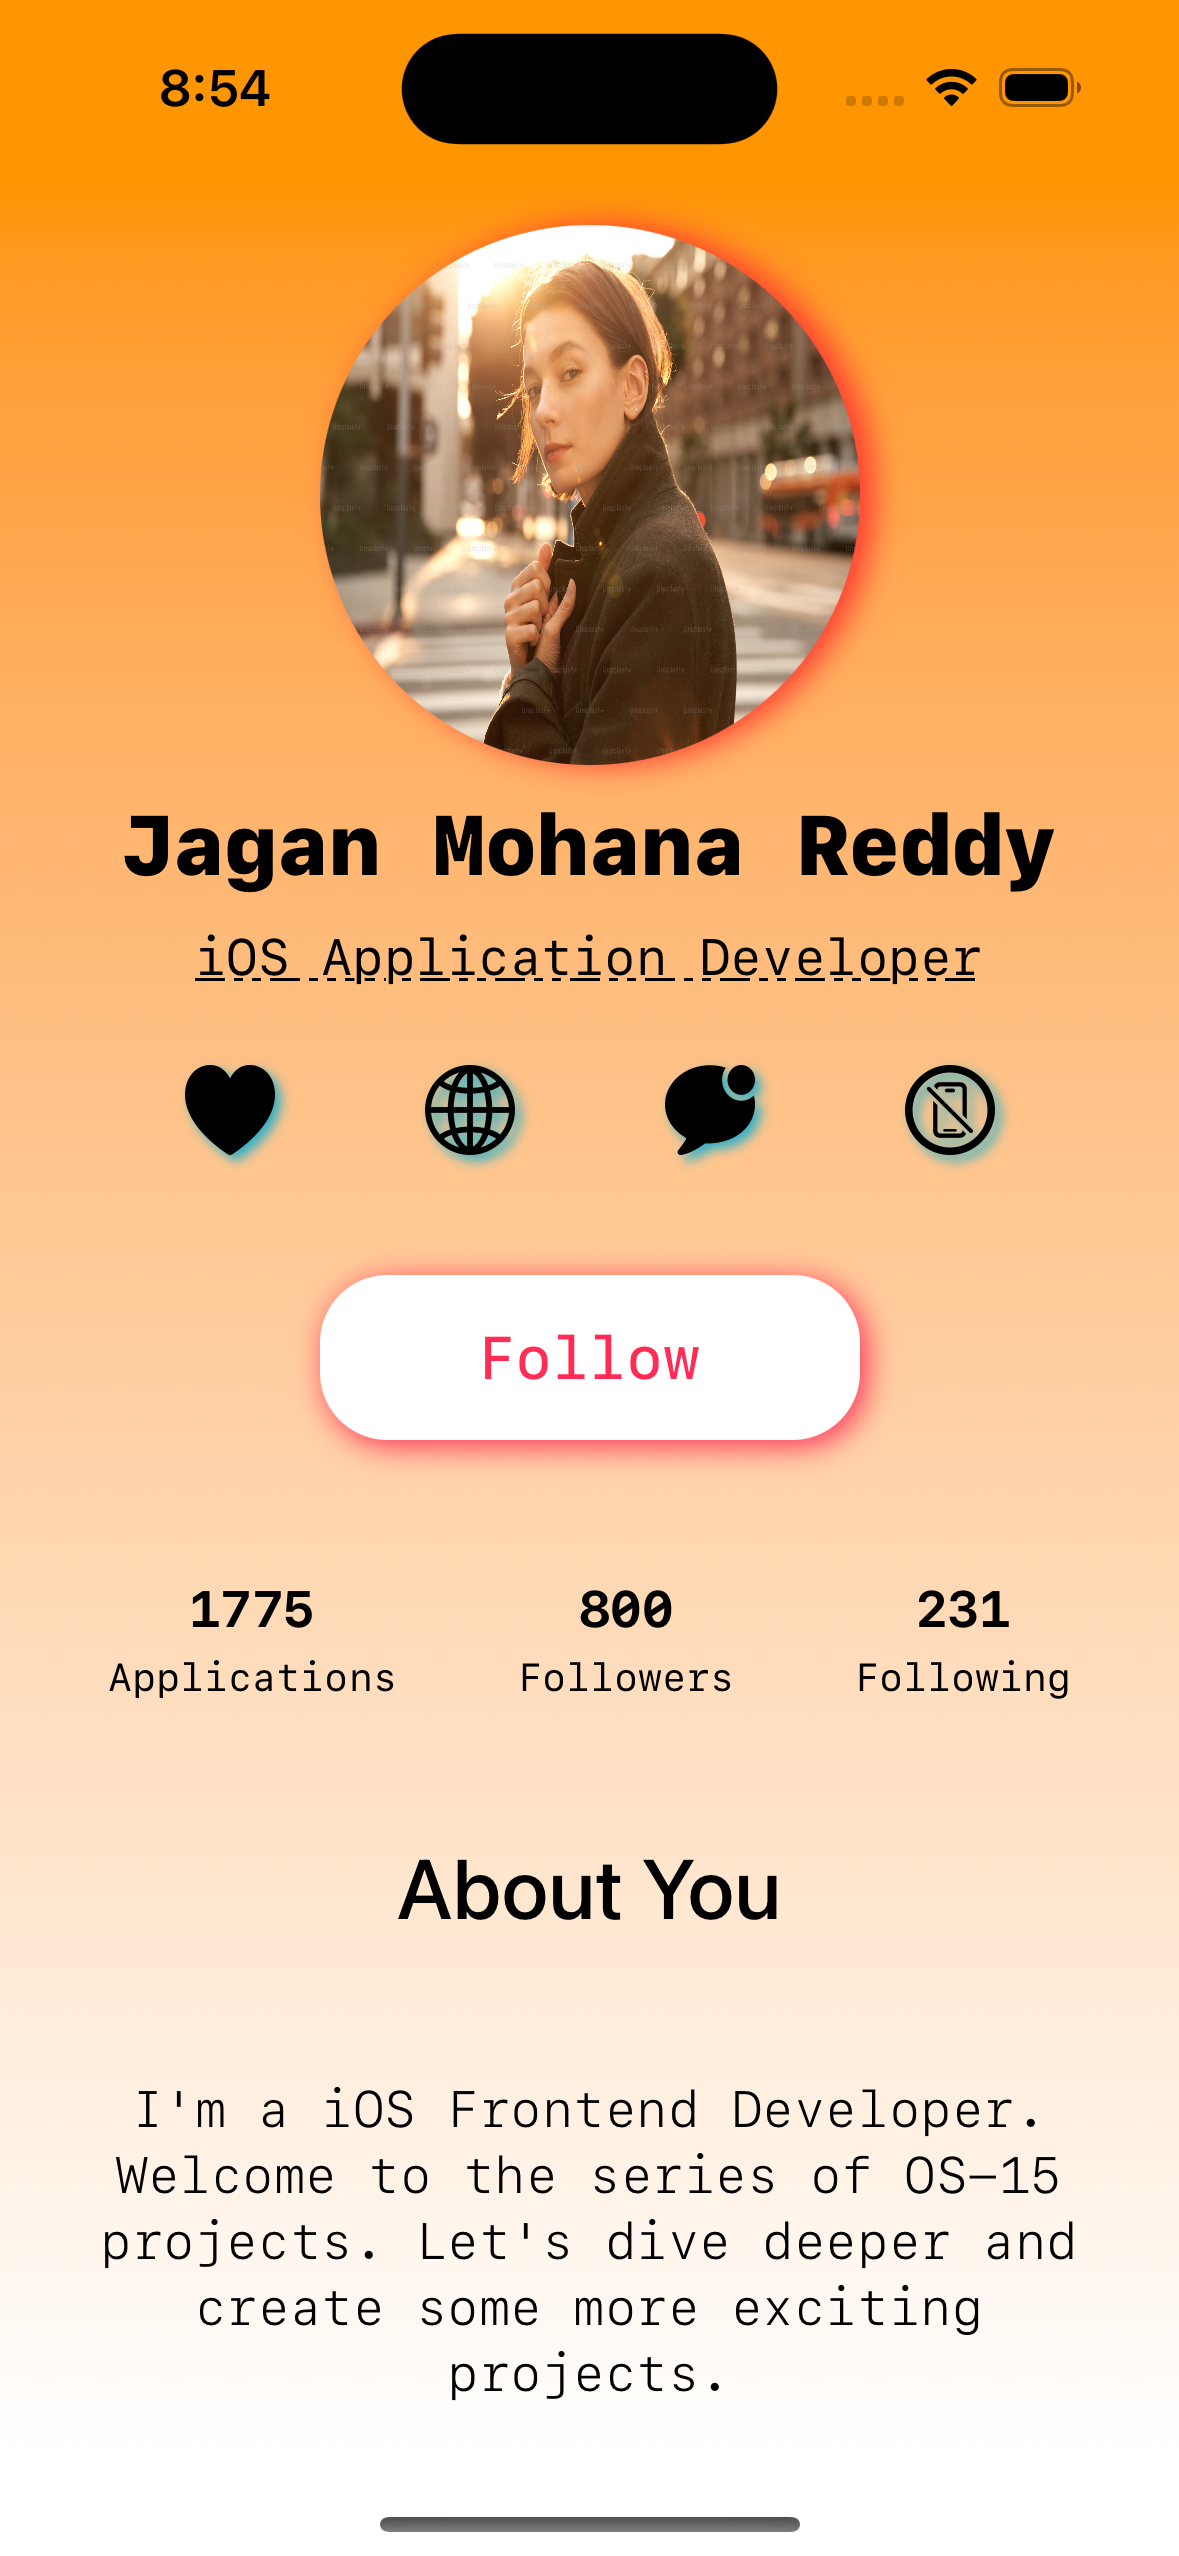 8:54
Jagan Mohana Reddy
iOS Application Developer
Follow
1775 800 231
Applications Followers Following
About You
I'm a iOS Frontend Developer.
Welcome to the series of OS—15
projects. Let's dive deeper and
create some more exciting
projects.